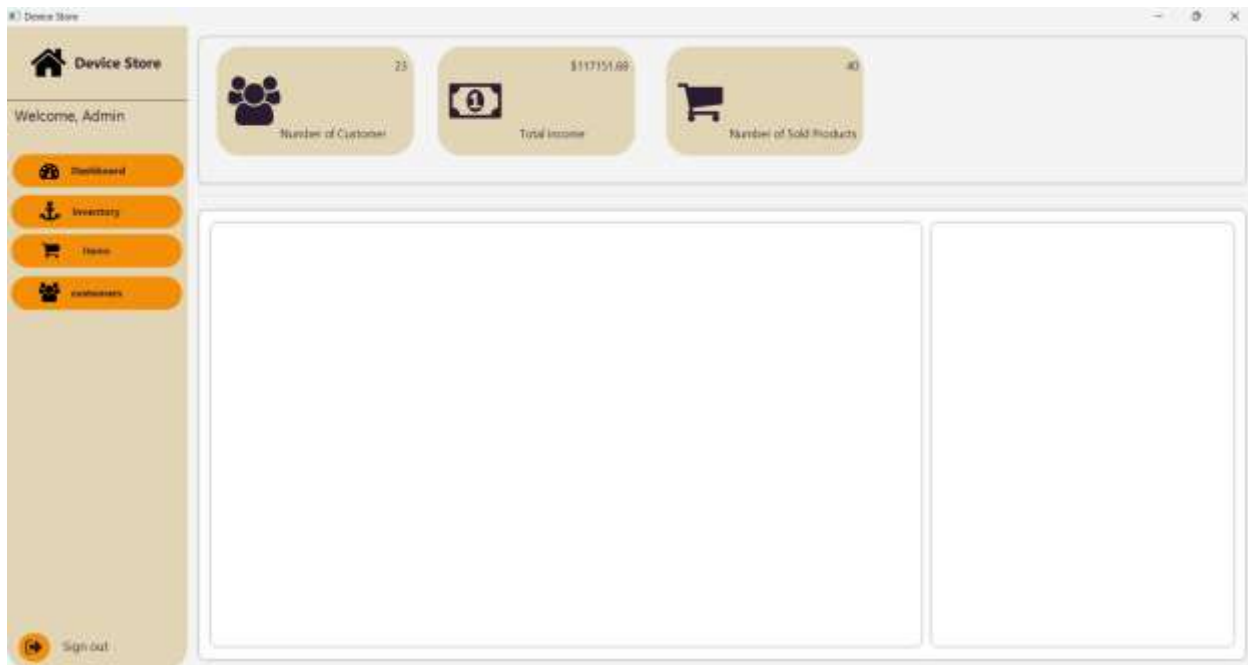 Device Store
Device Store
Welcome, Admin
Dashboard
Inventory
Items
customers
Sign out
23
Number of Customer
$117151.69
Total Income
40
Number of Sold Products